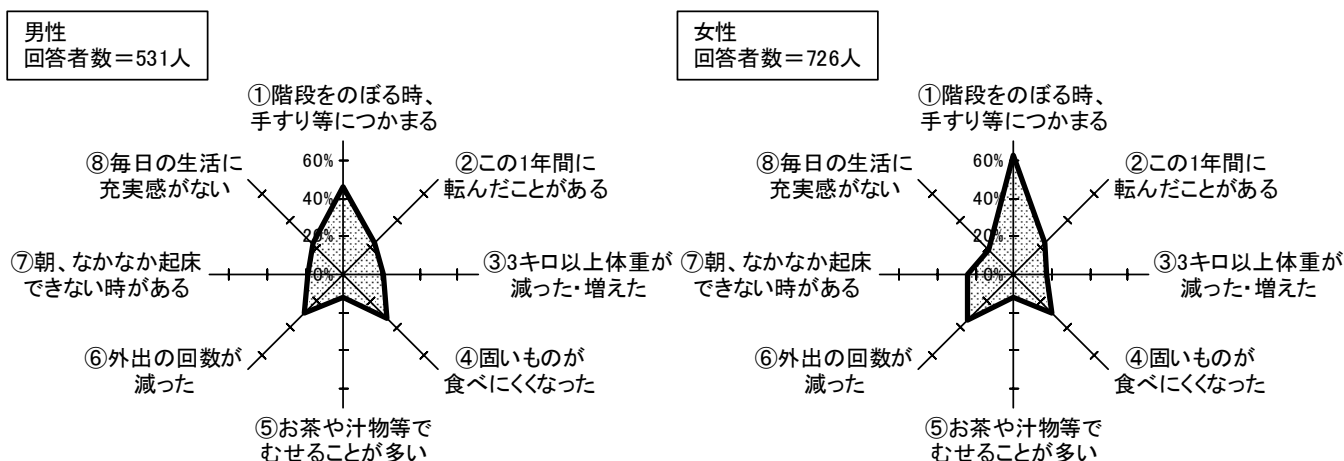 男性
回答者数＝531人
①階段をのぼる時、
手すり等につかまる
②この1年間に
転んだことがある
③3キロ以上体重が
減った・増えた
④固いものが
食べにくくなった
⑤お茶や汁物等で
むせることが多い
⑥外出の回数が
減った
⑦朝、なかなか起床
できない時がある
⑧毎日の生活に
充実感がない
60%
40%
20%
0%
女性
回答者数＝726人
①階段をのぼる時、
手すり等につかまる
②この1年間に
転んだことがある
③3キロ以上体重が
減った・増えた
④固いものが
食べにくくなった
⑤お茶や汁物等で
むせることが多い
⑥外出の回数が
減った
⑦朝、なかなか起床
できない時がある
⑧毎日の生活に
充実感がない
60%
40%
20%
0%